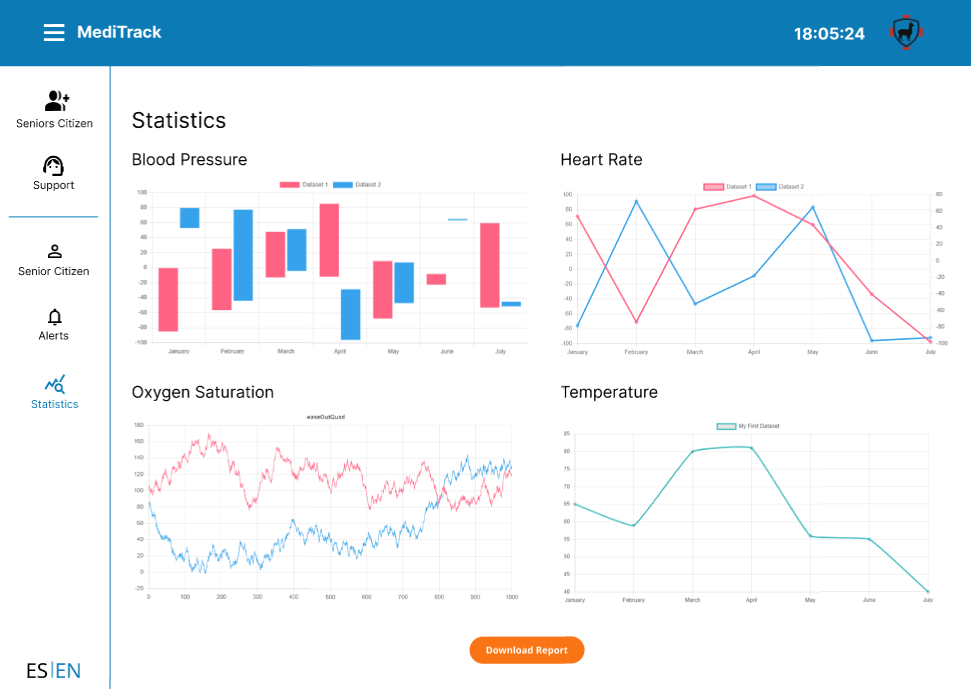 MediTrack
18:05:24
Seniors Citizen
Support
Senior Citizen
Alerts
Statistics
ES|EN
Statistics
Blood Pressure
Dataset 1 Dataset 2
100
80
60
40
20
0
-20
-40
-60
-80
-100
January February March April May June July
Heart Rate
Dataset 1 Dataset 2
100
80
60
40
20
0
-20
-40
-60
-80
-100
80
60
40
20
0
-20
-40
-60
-80
-100
January February March April May June July
Oxygen Saturation
easeOutQuad
180
160
140
120
100
80
60
40
20
0
-20
0 100 200 300 400 500 600 700 800 900 1000
Temperature
My First Dataset
85
80
75
70
65
60
55
50
45
40
January February March April May June July
Download Report